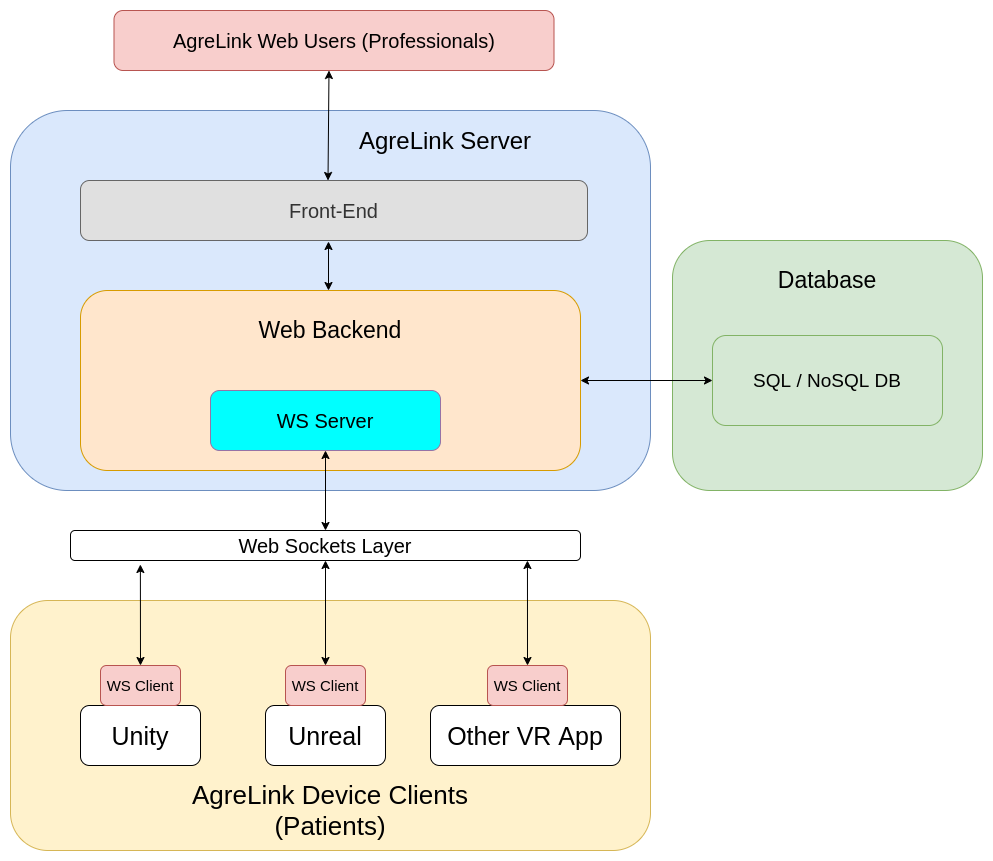 AgreLink Web Users (Professionals)
AgreLink Server
Front-End
Web Backend
WS Server
Database
SQL / NoSQL DB
Web Sockets Layer
WS Client
WS Client
WS Client
Unity
Unreal
Other VR App
AgreLink Device Clients
(Patients)